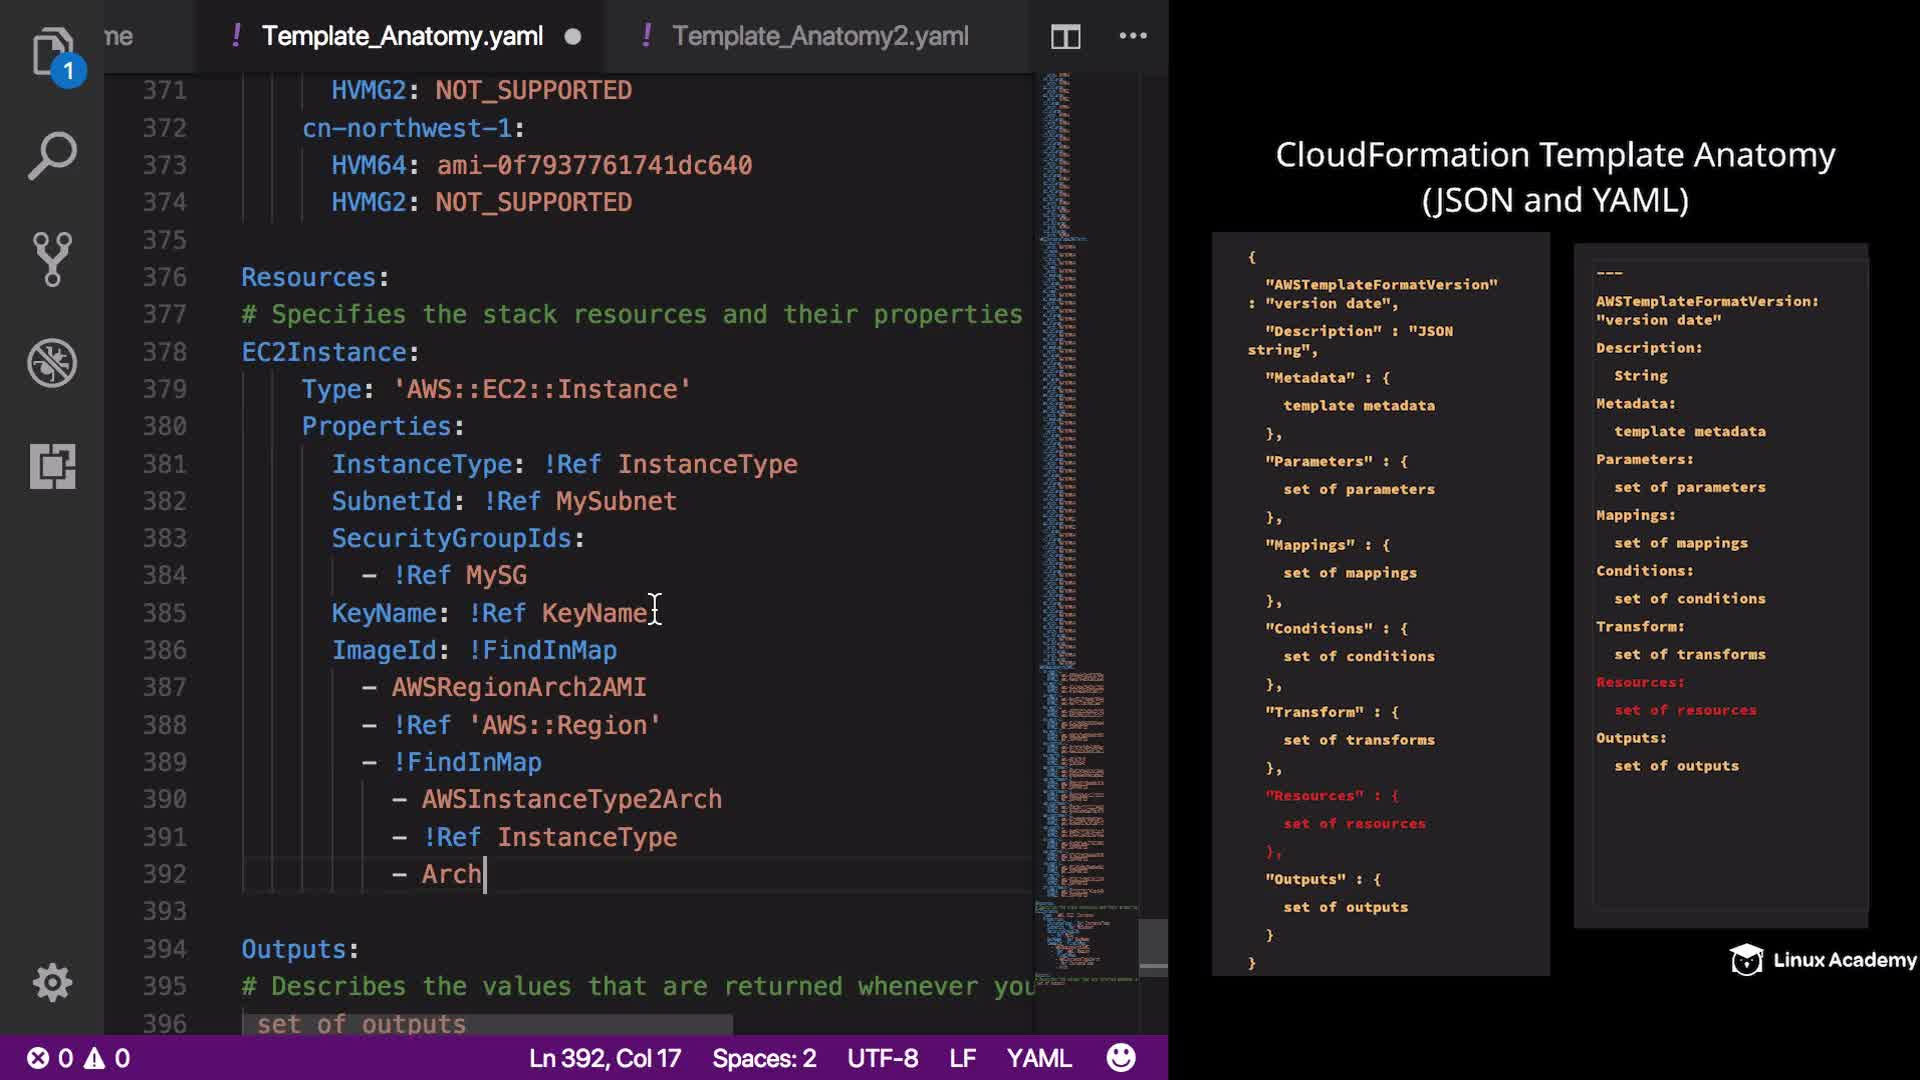 me
! Template_Anatomy.yaml ●
! Template_Anatomy2.yaml
1
371 HVMG2: NOT_SUPPORTED
372 cn-northwest-1:
373 HVM64: ami-0f7937761741dc640
374 HVMG2: NOT_SUPPORTED
375
376 Resources:
377 # Specifies the stack resources and their properties
378 EC2Instance:
379 Type: 'AWS::EC2::Instance'
380 Properties:
381 InstanceType: !Ref InstanceType
382 SubnetId: !Ref MySubnet
383 SecurityGroupIds:
384 - !Ref MySG
385 KeyName: !Ref KeyName
386 ImageId: !FindInMap
387 - AWSRegionArch2AMI
388 - !Ref 'AWS::Region'
389 - !FindInMap
390 - AWSInstanceType2Arch
391 - !Ref InstanceType
392 - Arch
393
394 Outputs:
395 # Describes the values that are returned whenever you
396 set of outputs
0 0
Ln 392, Col 17
Spaces: 2
UTF-8
LF
YAML
CloudFormation Template Anatomy
(JSON and YAML)
{
"AWSTemplateFormatVersion"
: "version date",
"Description" : "JSON
string",
"Metadata" : {
template metadata
},
"Parameters" : {
set of parameters
},
"Mappings" : {
set of mappings
},
"Conditions" : {
set of conditions
},
"Transform" : {
set of transforms
},
"Resources" : {
set of resources
},
"Outputs" : {
set of outputs
}
}
---
AWSTemplateFormatVersion:
"version date"
Description:
String
Metadata:
template metadata
Parameters:
set of parameters
Mappings:
set of mappings
Conditions:
set of conditions
Transform:
set of transforms
Resources:
set of resources
Outputs:
set of outputs
Linux Academy